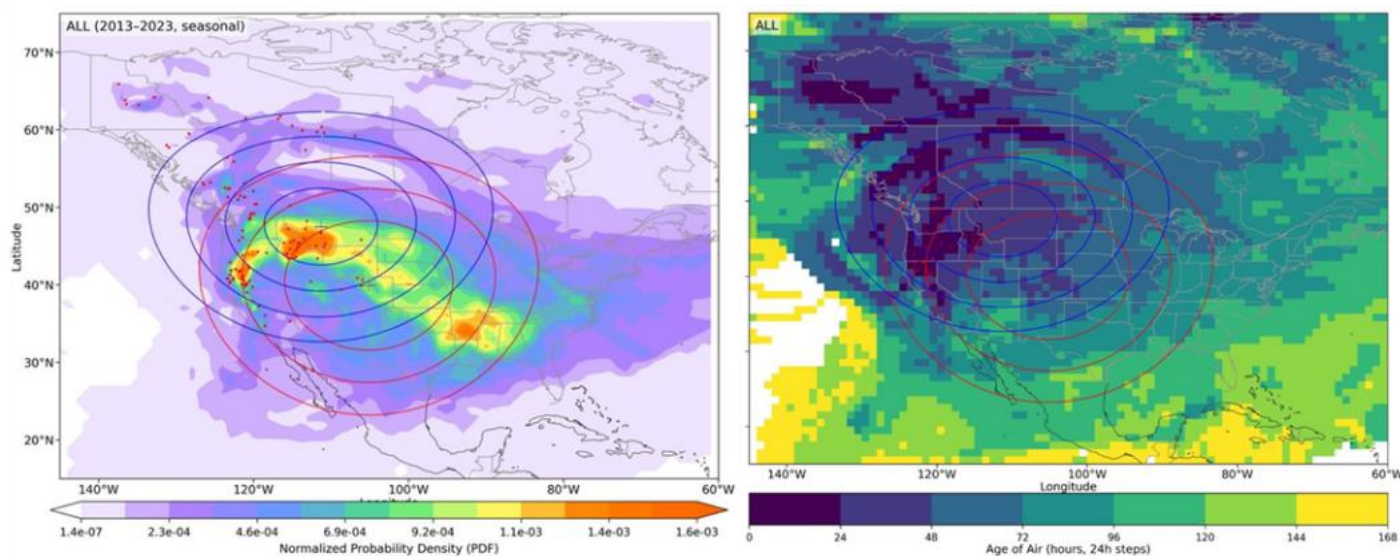 ALL (2013–2023, seasonal)
70°N
60°N
50°N
40°N
30°N
20°N
Latitude
140°W 120°W 100°W 80°W 60°W
Longitude
1.4e-07 2.3e-04 4.6e-04 6.9e-04 9.2e-04 1.1e-03 1.4e-03 1.6e-03
Normalized Probability Density (PDF)
ALL
140°W 120°W 100°W 80°W 60°W
Longitude
0 24 48 72 96 120 144 168
Age of Air (hours, 24h steps)